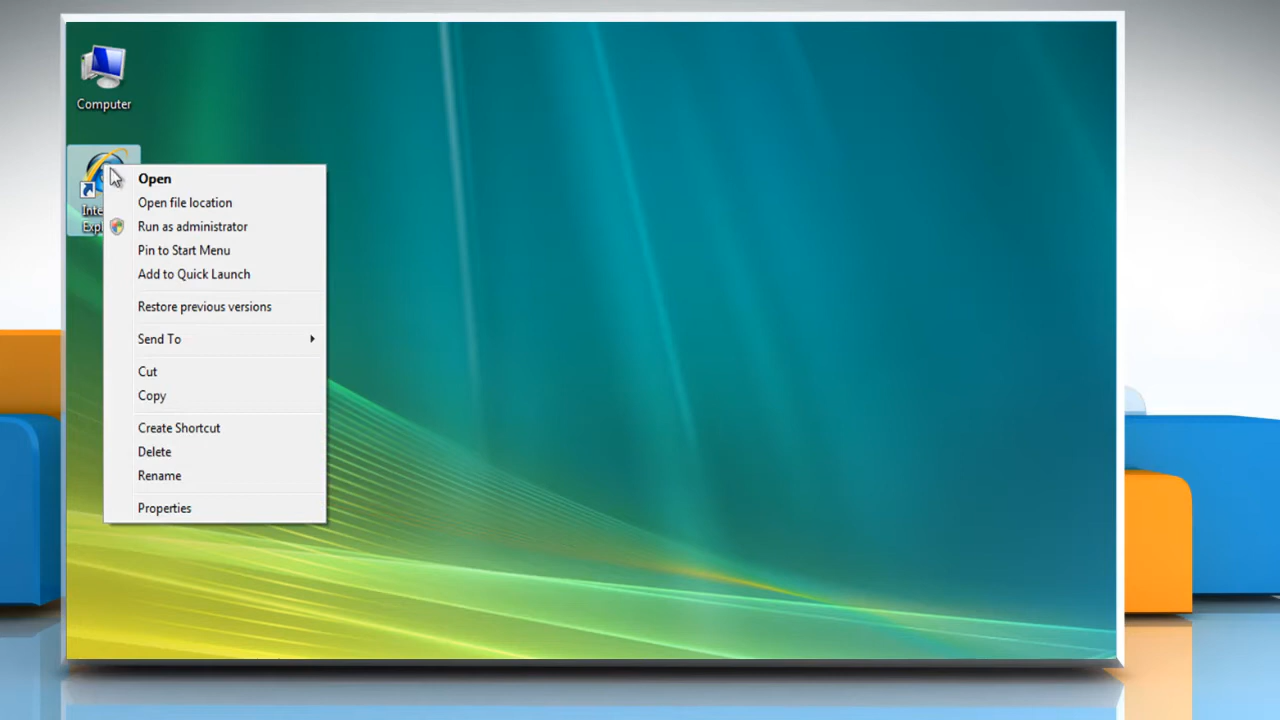 Computer
Open
Open file location
Run as administrator
Pin to Start Menu
Add to Quick Launch
Restore previous versions
Send To
Cut
Copy
Create Shortcut
Delete
Rename
Properties